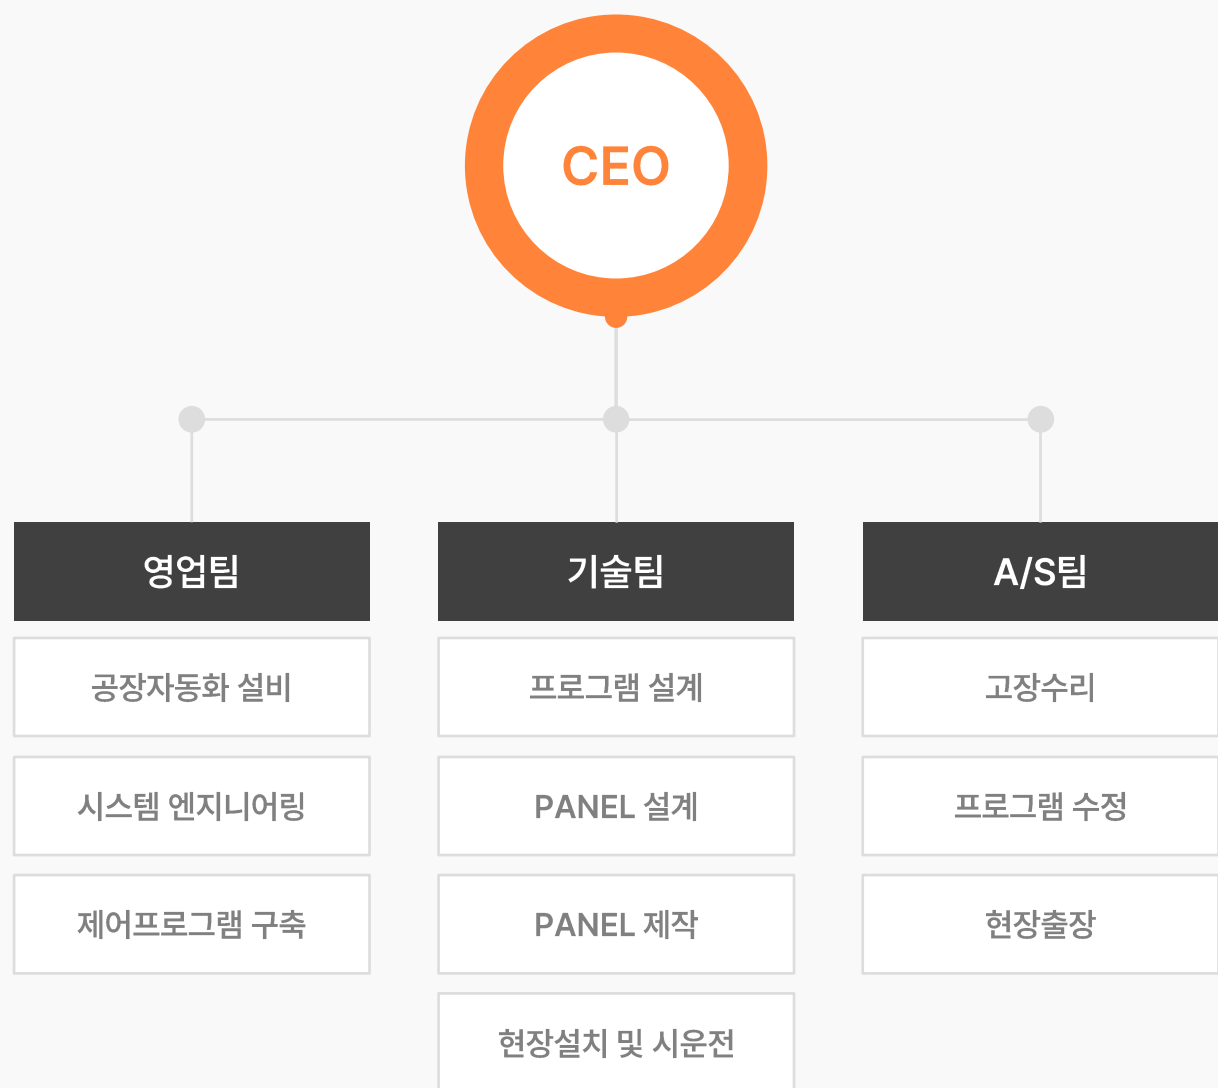 CEO
영업팀
공장자동화 설비
시스템 엔지니어링
제어프로그램 구축
기술팀
프로그램 설계
PANEL 설계
PANEL 제작
현장설치 및 시운전
A/S팀
고장수리
프로그램 수정
현장출장